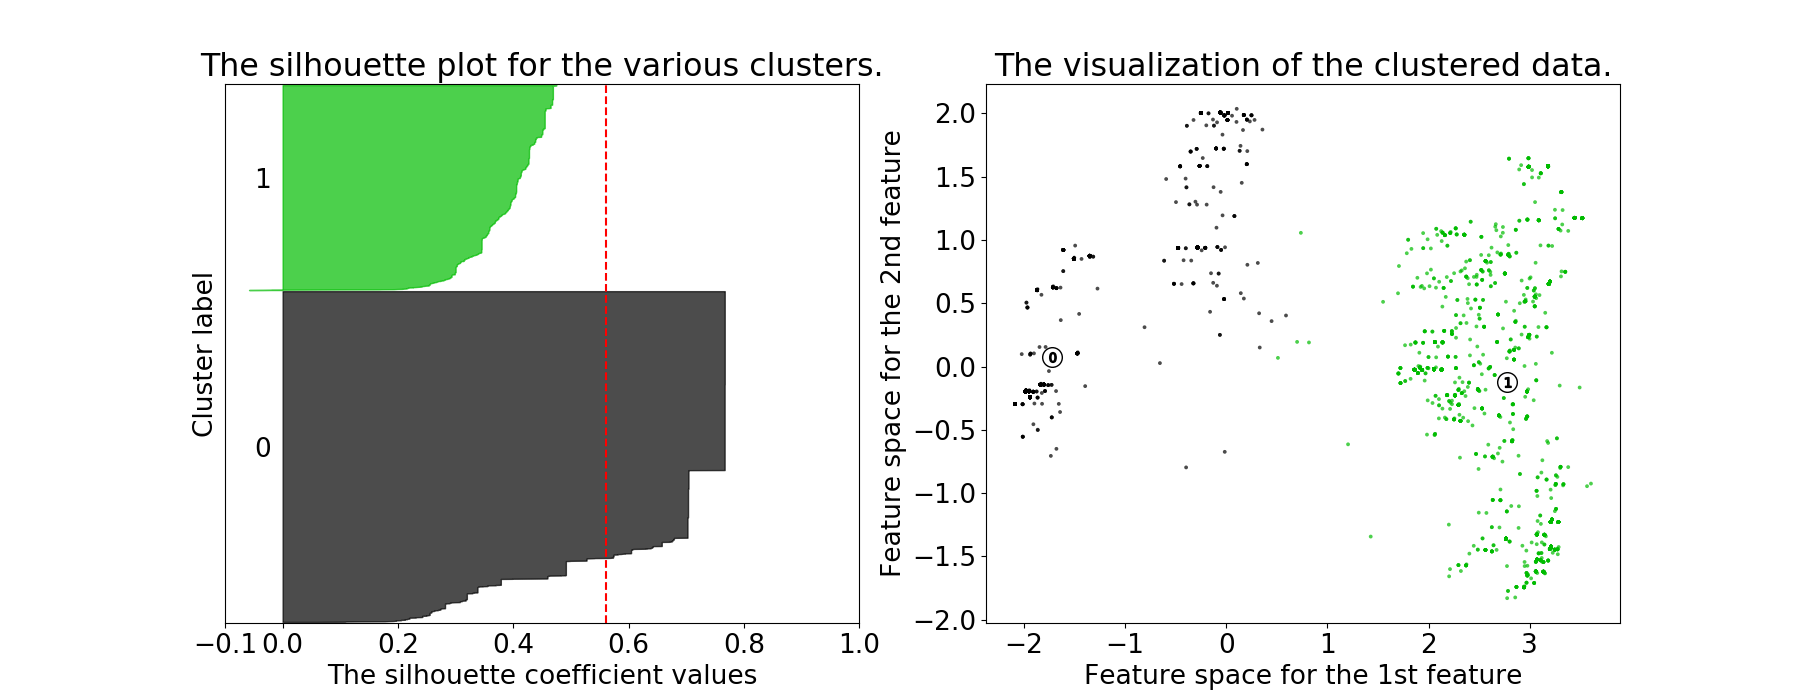 The silhouette plot for the various clusters.
Cluster label
1
0
−0.1 0.0 0.2 0.4 0.6 0.8 1.0
The silhouette coefficient values
The visualization of the clustered data.
Feature space for the 2nd feature
2.0
1.5
1.0
0.5
0.0
−0.5
−1.0
−1.5
−2.0
0
1
−2 −1 0 1 2 3
Feature space for the 1st feature